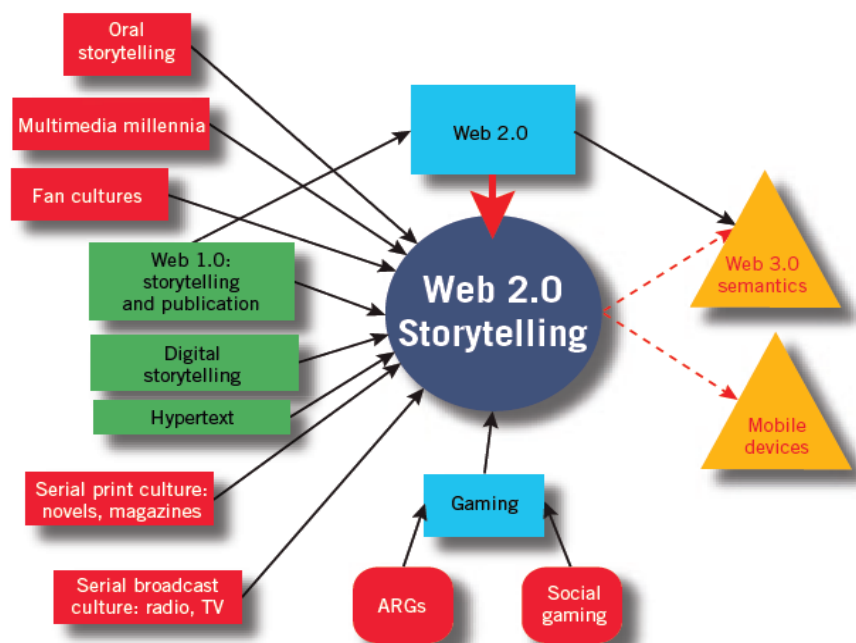 Oral
storytelling
Multimedia millennia
Web 2.0
Fan cultures
Web 1.0:
storytelling
and publication
Web 2.0
Storytelling
Web 3.0
semantics
Digital
storytelling
Hypertext
Mobile
devices
Serial print culture:
novels, magazines
Gaming
Serial broadcast
culture: radio, TV
ARGs
Social
gaming